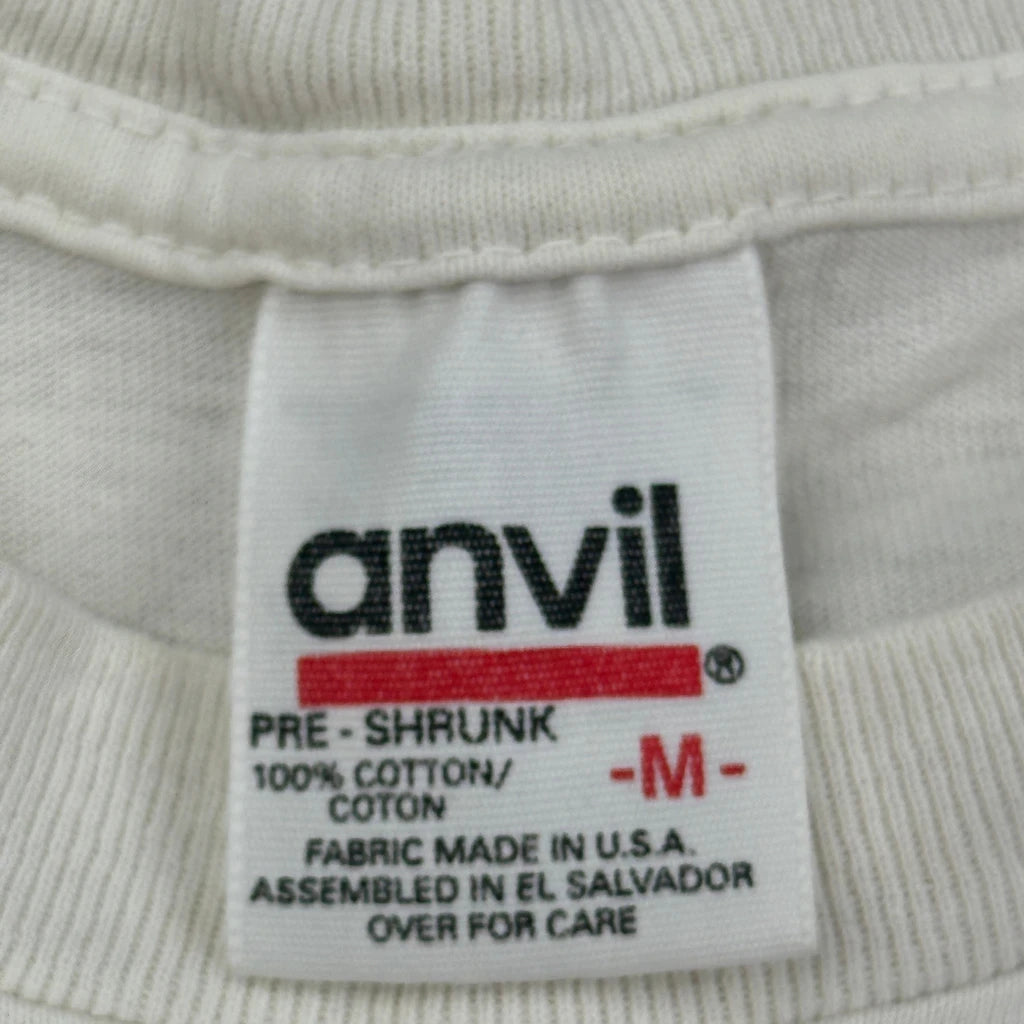 anvil®
PRE - SHRUNK
100% COTTON/
COTON
-M-
FABRIC MADE IN U.S.A.
ASSEMBLED IN EL SALVADOR
OVER FOR CARE